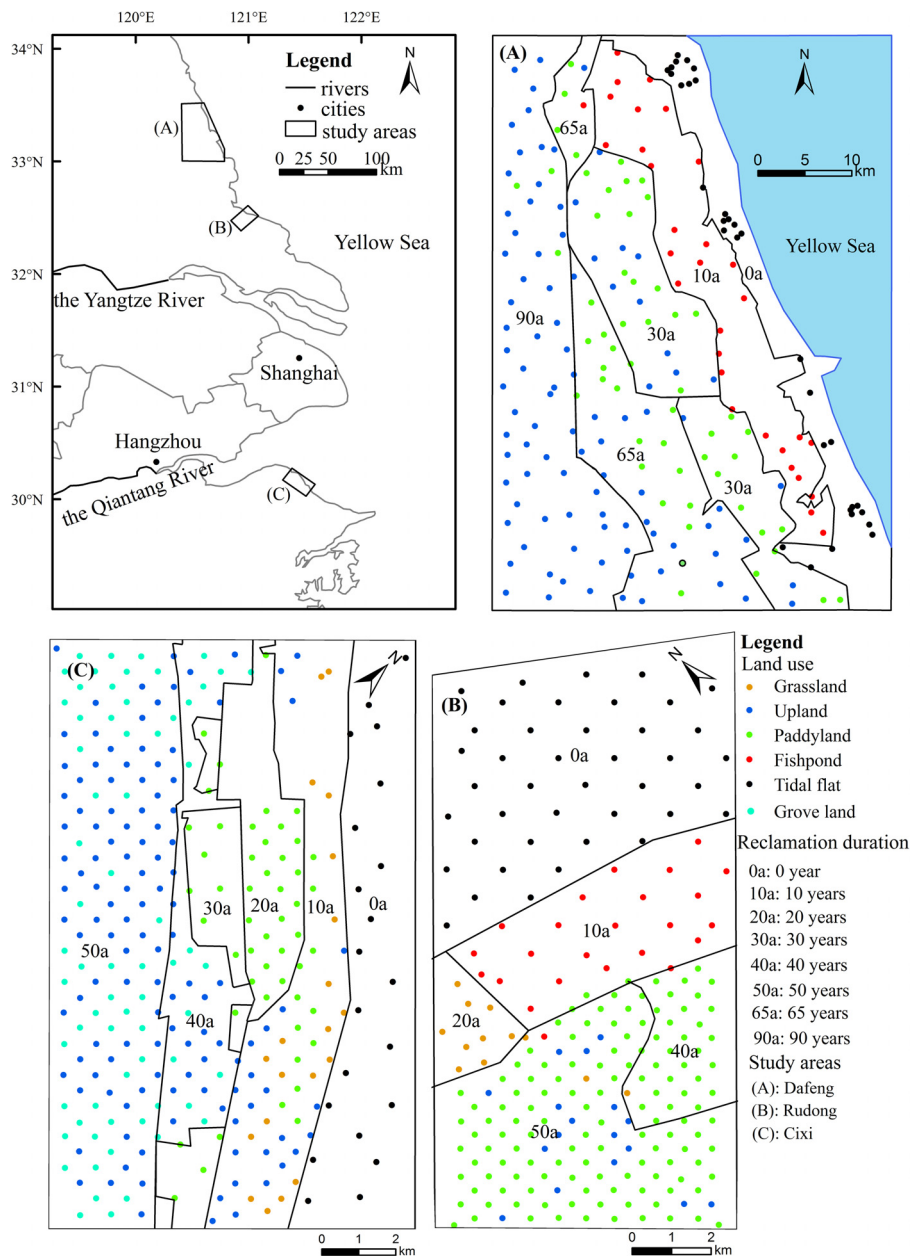 120°E 121°E 122°E
34°N
33°N
32°N
31°N
30°N
Legend
rivers
cities
study areas
0 25 50 100
km
N
(A)
(B)
Yellow Sea
the Yangtze River
Shanghai
Hangzhou
the Qiantang River
(C)
(A)
N
0 5 10
km
Yellow Sea
65a
90a
10a
0a
30a
65a
30a
(C)
N
50a
30a
20a
10a
0a
40a
0 1 2
km
(B)
N
0a
10a
20a
40a
50a
0 1 2
km
Legend
Land use
Grassland
Upland
Paddyland
Fishpond
Tidal flat
Grove land
Reclamation duration
0a: 0 year
10a: 10 years
20a: 20 years
30a: 30 years
40a: 40 years
50a: 50 years
65a: 65 years
90a: 90 years
Study areas
(A): Dafeng
(B): Rudong
(C): Cixi